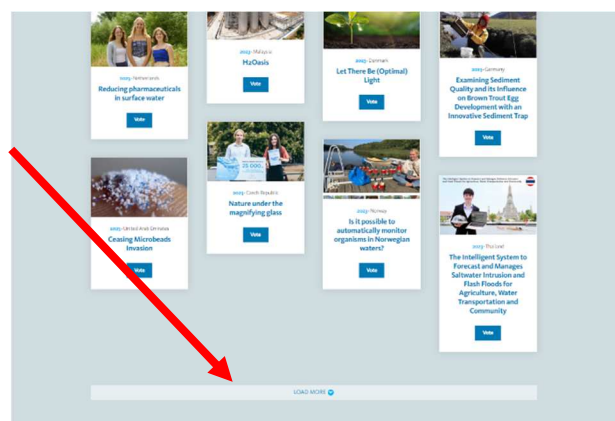 2023 - Netherlands
Reducing pharmaceuticals
in surface water
Vote
2023 - Malaysia
H2Oasis
Vote
2023 - Denmark
Let There Be (Optimal)
Light
Vote
2023 - Germany
Examining Sediment
Quality and its Influence
on Brown Trout Egg
Development with an
Innovative Sediment Trap
Vote
2023 - United Arab Emirates
Ceasing Microbeads
Invasion
Vote
2023 - Czech Republic
Nature under the
magnifying glass
Vote
2023 - Norway
Is it possible to
automatically monitor
organisms in Norwegian
waters?
Vote
2023 - Thailand
The Intelligent System to
Forecast and Manages
Saltwater Intrusion and
Flash Floods for
Agriculture, Water
Transportation and
Community
Vote
LOAD MORE